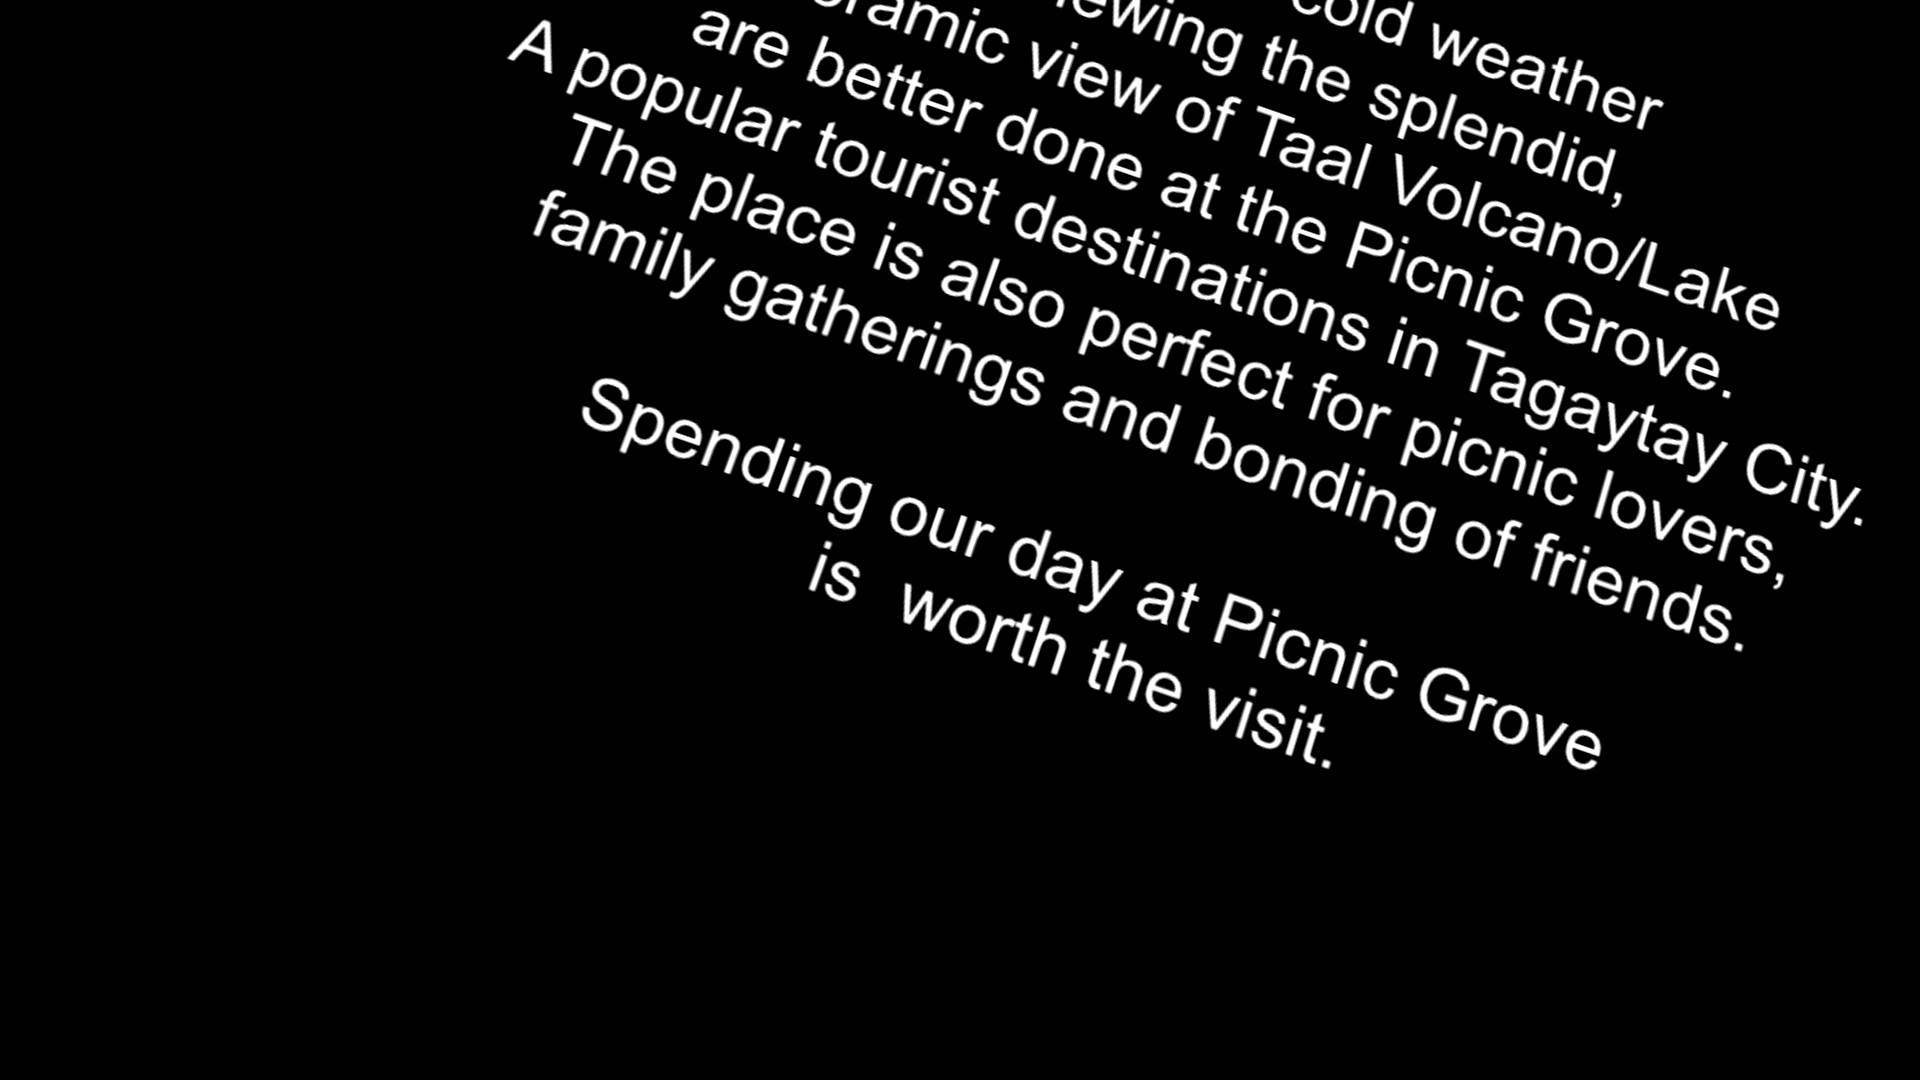 cold weather
the splendid,
view of Taal Volcano/Lake
are better done at the Picnic Grove.
A popular tourist destinations in Tagaytay City.
The place is also perfect for picnic lovers,
family gatherings and bonding of friends.
Spending our day at Picnic Grove
is worth the visit.